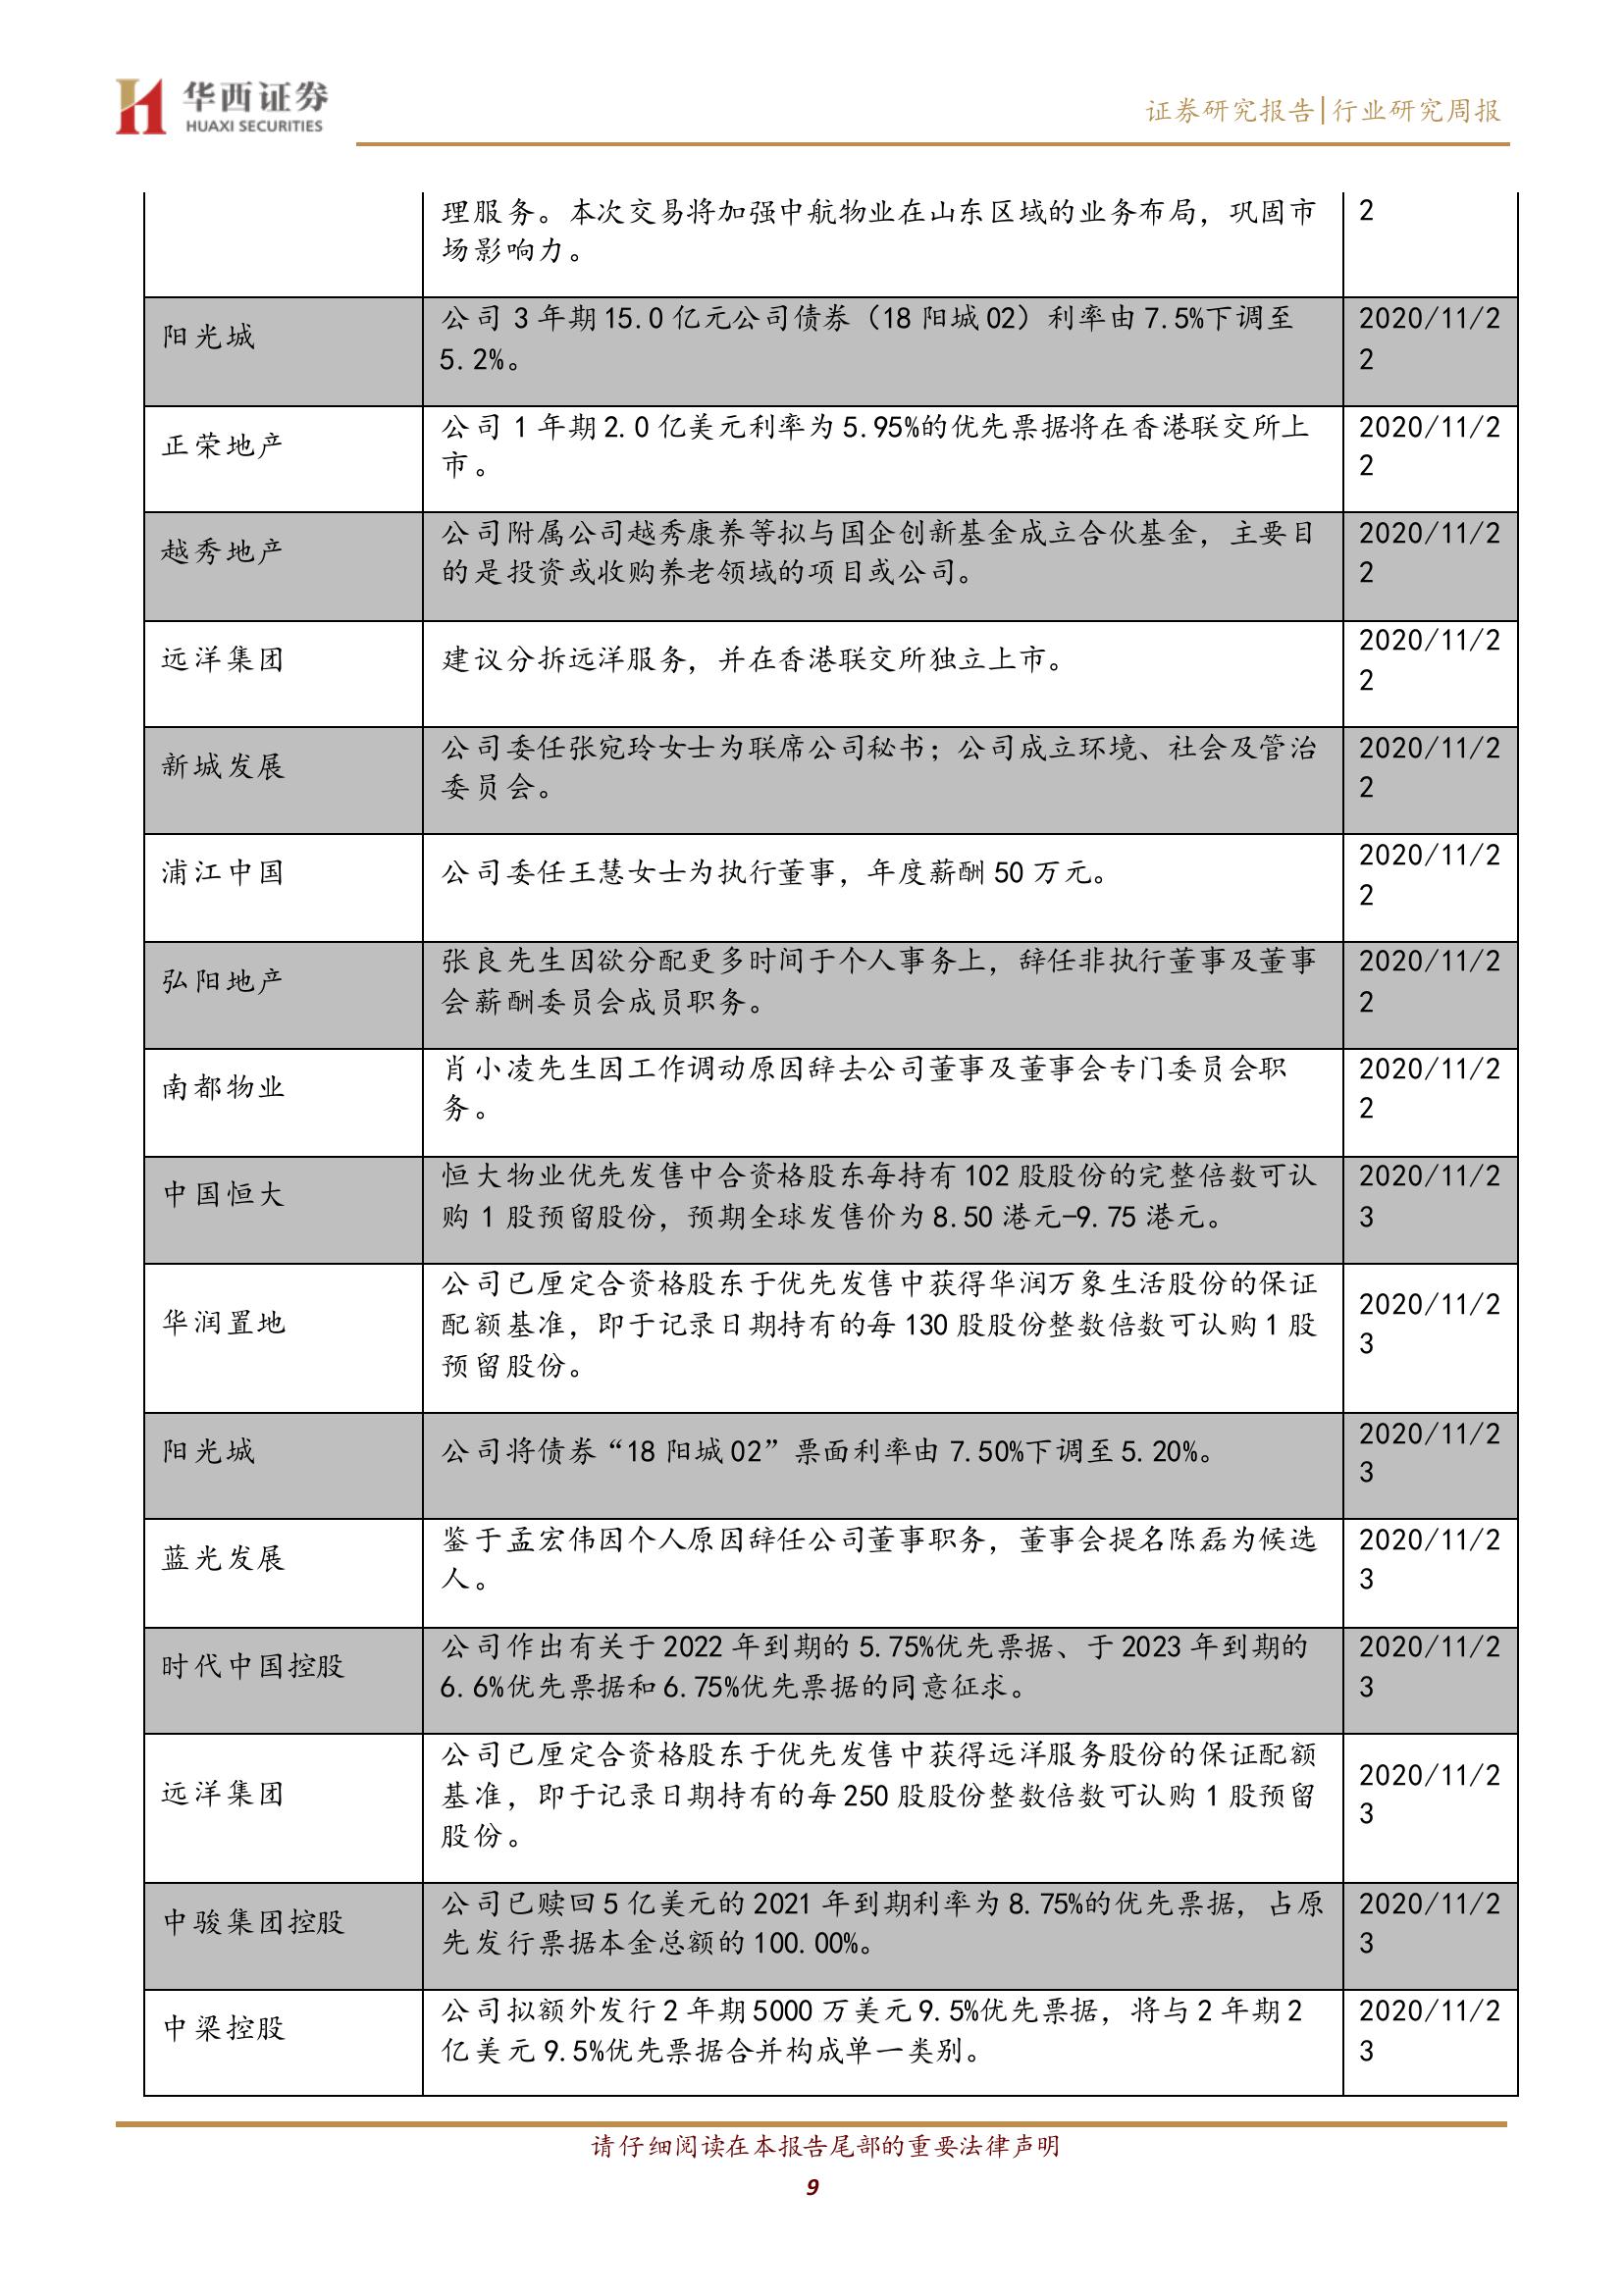 华西证券
HUAXI SECURITIES
证券研究报告|行业研究周报
理服务。本次交易将加强中航物业在山东区域的业务布局，巩固市
场影响力。
2
阳光城
公司 3 年期 15.0 亿元公司债券（18 阳城 02）利率由 7.5%下调至
5.2%。
2020/11/2
2
正荣地产
公司 1 年期 2.0 亿美元利率为 5.95%的优先票据将在香港联交所上
市。
2020/11/2
2
越秀地产
公司附属公司越秀康养等拟与国企创新基金成立合伙基金，主要目
的是投资或收购养老领域的项目或公司。
2020/11/2
2
远洋集团
建议分拆远洋服务，并在香港联交所独立上市。
2020/11/2
2
新城发展
公司委任张宛玲女士为联席公司秘书；公司成立环境、社会及管治
委员会。
2020/11/2
2
浦江中国
公司委任王慧女士为执行董事，年度薪酬 50 万元。
2020/11/2
2
弘阳地产
张良先生因欲分配更多时间于个人事务上，辞任非执行董事及董事
会薪酬委员会成员职务。
2020/11/2
2
南都物业
肖小凌先生因工作调动原因辞去公司董事及董事会专门委员会职
务。
2020/11/2
2
中国恒大
恒大物业优先发售中合资格股东每持有 102 股股份的完整倍数可认
购 1 股预留股份，预期全球发售价为 8.50 港元-9.75 港元。
2020/11/2
3
华润置地
公司已厘定合资格股东于优先发售中获得华润万象生活股份的保证
配额基准，即于记录日期持有的每 130 股股份整数倍数可认购 1 股
预留股份。
2020/11/2
3
阳光城
公司将债券“18 阳城 02”票面利率由 7.50%下调至 5.20%。
2020/11/2
3
蓝光发展
鉴于孟宏伟因个人原因辞任公司董事职务，董事会提名陈磊为候选
人。
2020/11/2
3
时代中国控股
公司作出有关于 2022 年到期的 5.75%优先票据、于 2023 年到期的
6.6%优先票据和 6.75%优先票据的同意征求。
2020/11/2
3
远洋集团
公司已厘定合资格股东于优先发售中获得远洋服务股份的保证配额
基准，即于记录日期持有的每 250 股股份整数倍数可认购 1 股预留
股份。
2020/11/2
3
中骏集团控股
公司已赎回 5 亿美元的 2021 年到期利率为 8.75%的优先票据，占原
先发行票据本金总额的 100.00%。
2020/11/2
3
中梁控股
公司拟额外发行 2 年期 5000 万美元 9.5%优先票据，将与 2 年期 2
亿美元 9.5%优先票据合并构成单一类别。
2020/11/2
3
请仔细阅读在本报告尾部的重要法律声明
9